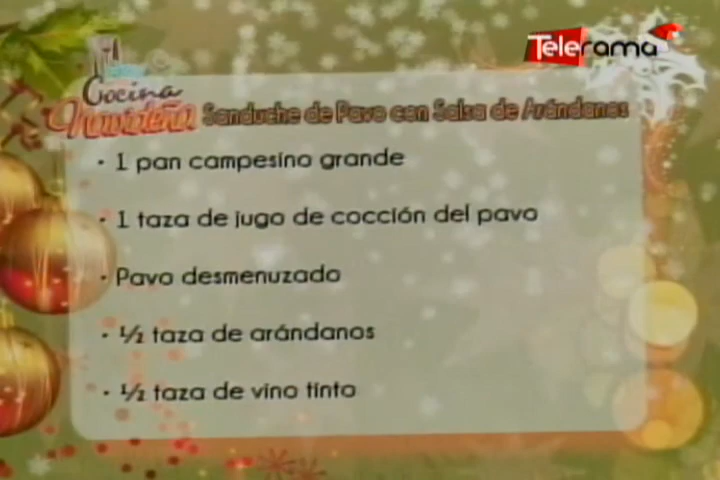 Telerama
Cocina
Navideña
Sanduche de Pavo con Salsa de Arándanos
· 1 pan campesino grande
· 1 taza de jugo de cocción del pavo
· Pavo desmenuzado
· ½ taza de arándanos
· ½ taza de vino tinto